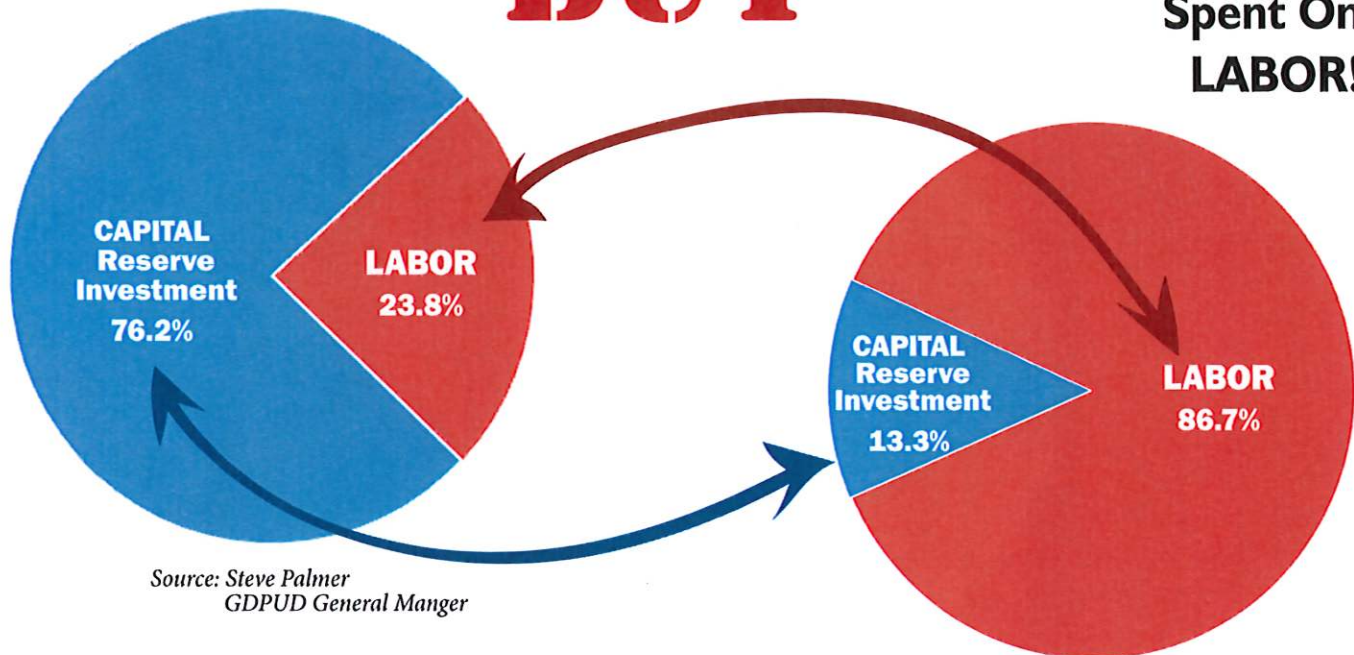 BUT
Spent On
LABOR!
CAPITAL
Reserve
Investment
76.2%
LABOR
23.8%
CAPITAL
Reserve
Investment
13.3%
LABOR
86.7%
Source: Steve Palmer
GDPUD General Manger